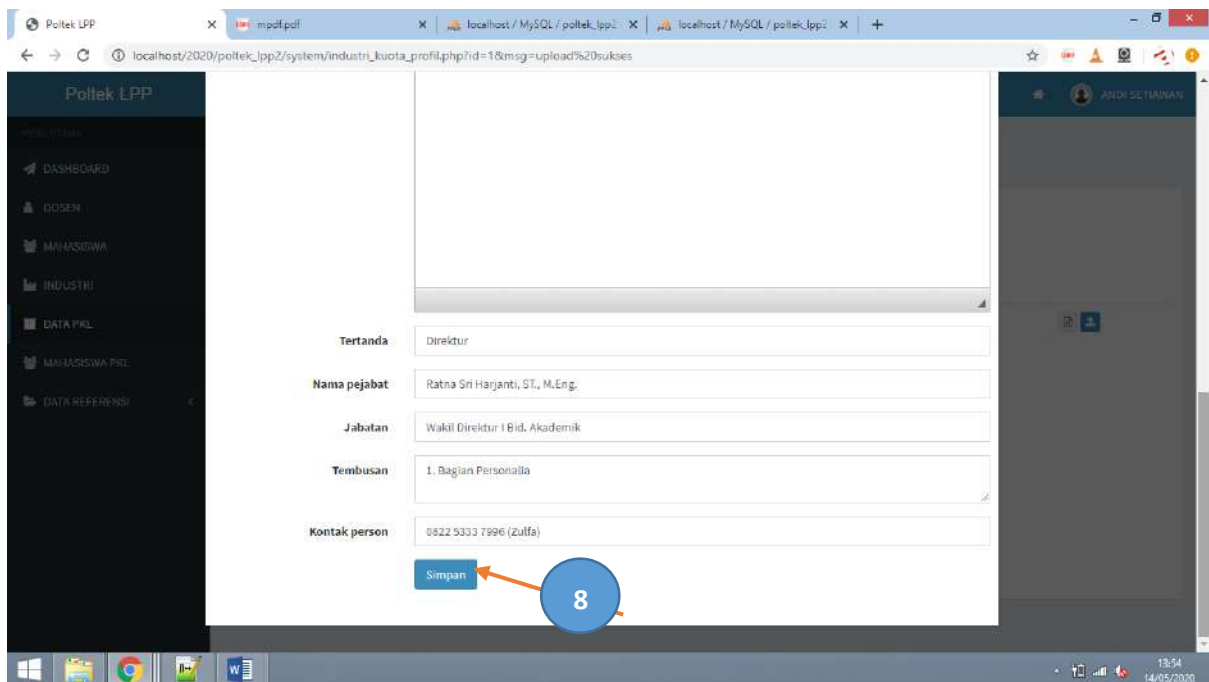 Poltek LPP
mpdf.pdf
localhost / MySQL / poltek_lpp2
localhost / MySQL / poltek_lpp2
localhost/2020/poltek_lpp2/system/industri_kuota_profil.php?id=1&msg=upload%20sukses
Poltek LPP
ANDI SETIAWAN
DASHBOARD
DOSEN
MAHASISWA
INDUSTRI
DATA PKL
MAHASISWA PKL
DATA REFERENSI
Tertanda
Direktur
Nama pejabat
Ratna Sri Harjanti, ST., M.Eng.
Jabatan
Wakil Direktur I Bid. Akademik
Tembusan
1. Bagian Personalia
Kontak person
0822 5333 7996 (Zulfa)
Simpan
8
13:54
14/05/2020